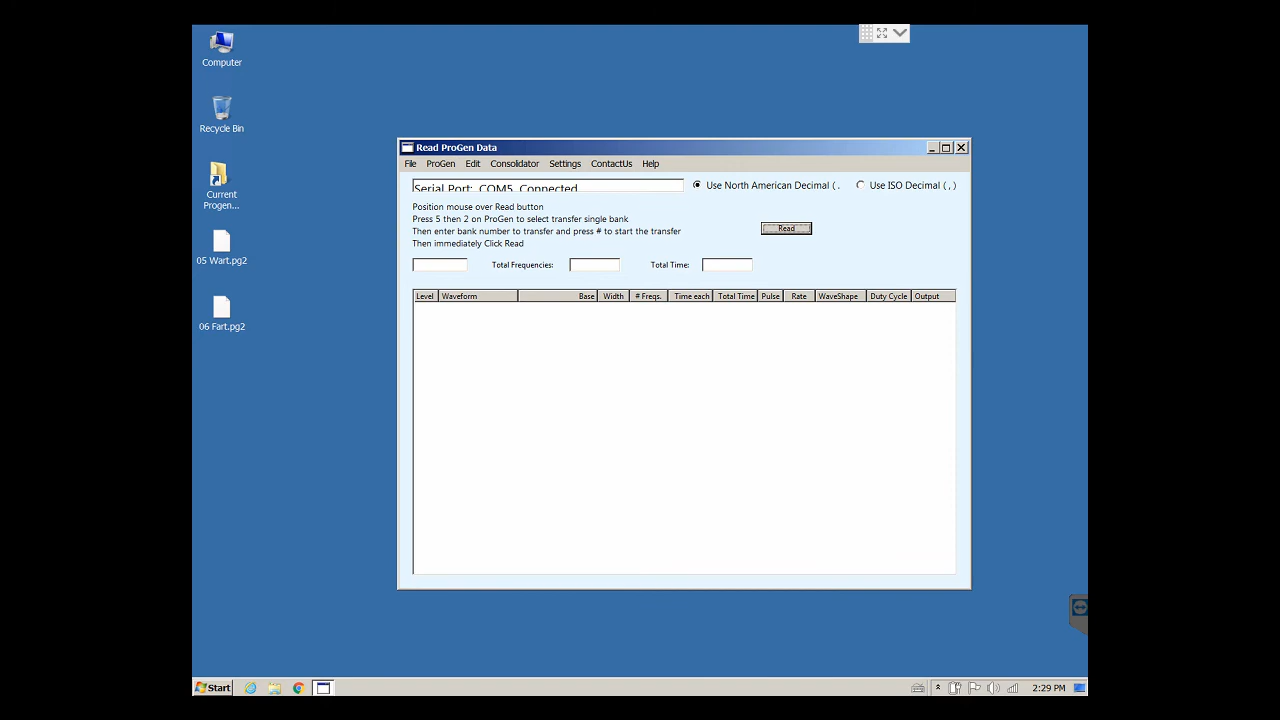 Computer
Recycle Bin
Current
Progen...
05 Wart.pg2
06 Fart.pg2
Read ProGen Data
File ProGen Edit Consolidator Settings ContactUs Help
Serial Port: COM5 Connected
Use North American Decimal ( .
Use ISO Decimal ( , )
Position mouse over Read button
Press 5 then 2 on ProGen to select transfer single bank
Then enter bank number to transfer and press # to start the transfer
Then immediately Click Read
Read
Total Frequencies:
Total Time:
Level Waveform Base Width # Freqs. Time each Total Time Pulse Rate WaveShape Duty Cycle Output
Start
2:29 PM